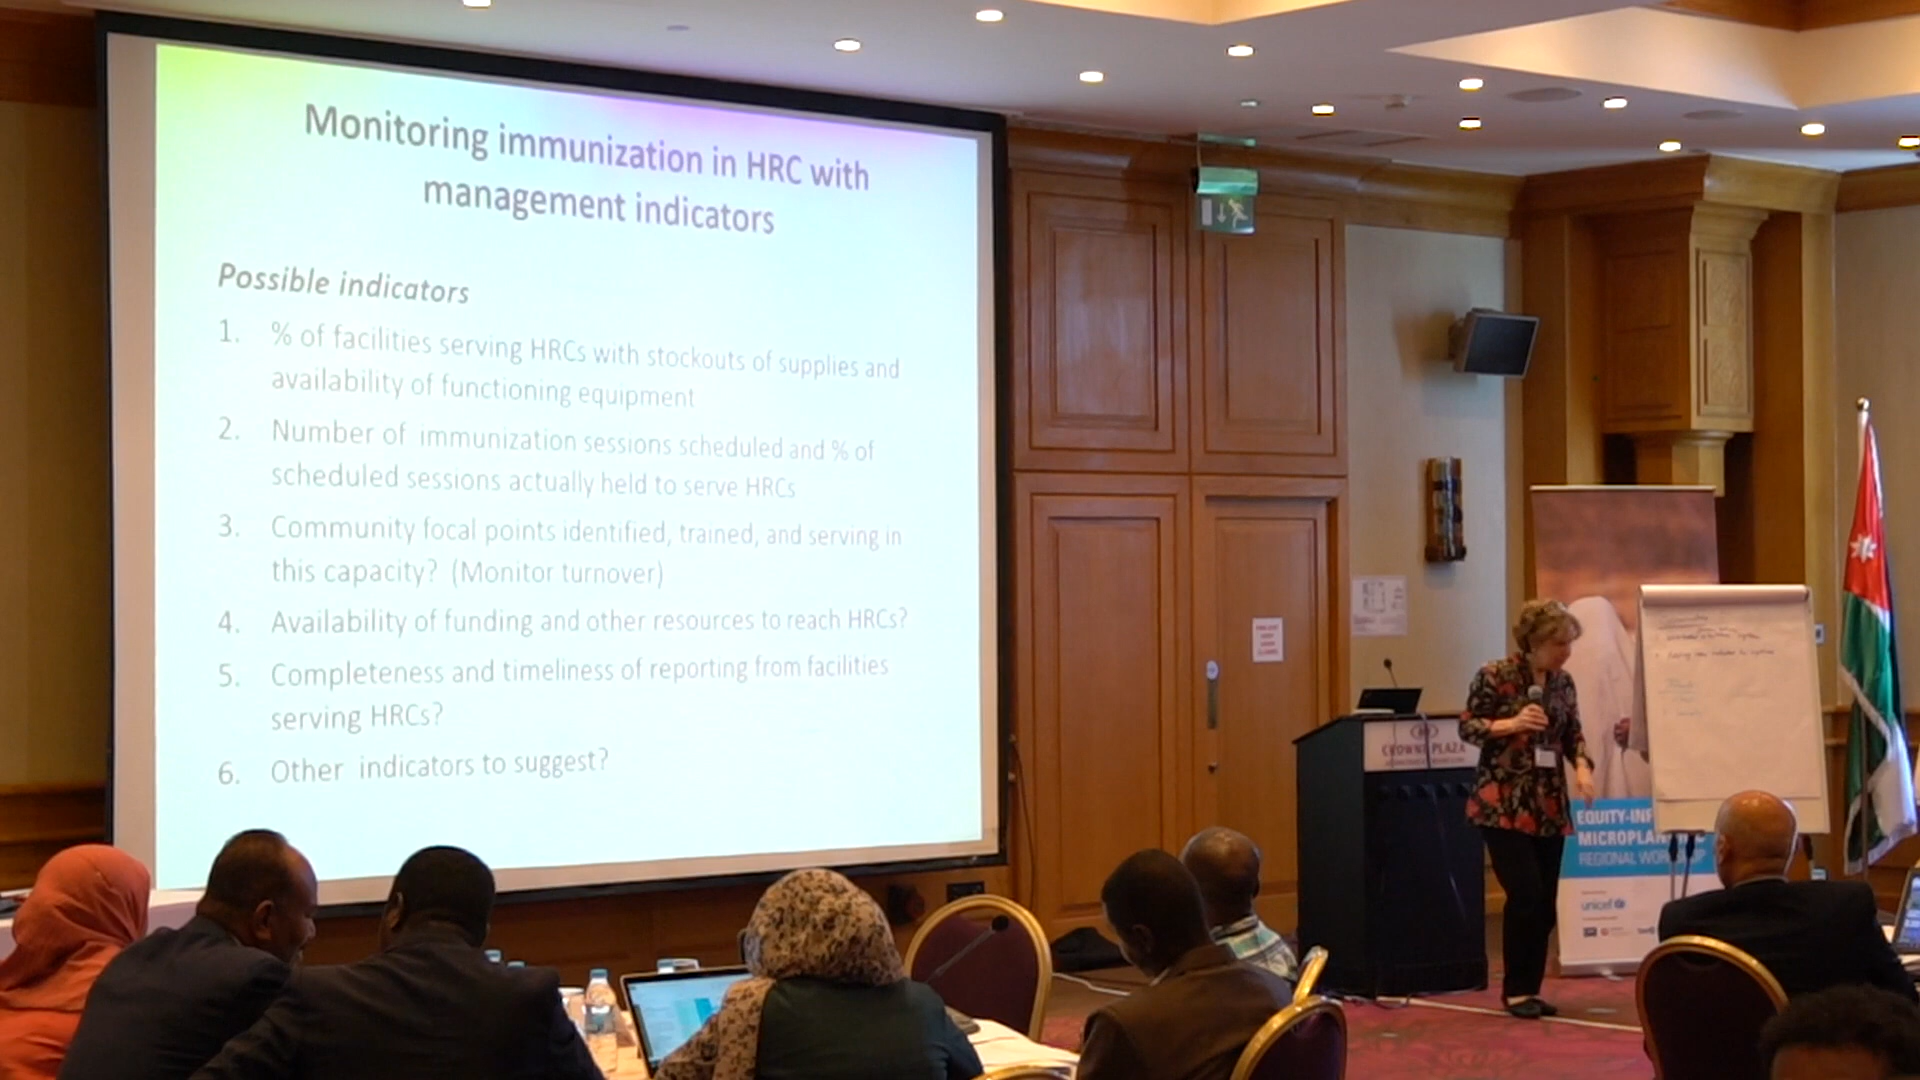 Monitoring immunization in HRC with
management indicators
Possible indicators
1. % of facilities serving HRCs with stockouts of supplies and
availability of functioning equipment
2. Number of immunization sessions scheduled and % of
scheduled sessions actually held to serve HRCs
3. Community focal points identified, trained, and serving in
this capacity? (Monitor turnover)
4. Availability of funding and other resources to reach HRCs?
5. Completeness and timeliness of reporting from facilities
serving HRCs?
6. Other indicators to suggest?
CROWNE PLAZA
EQUITY-INF
MICROPLAN
REGIONAL WORKSHOP
unicef